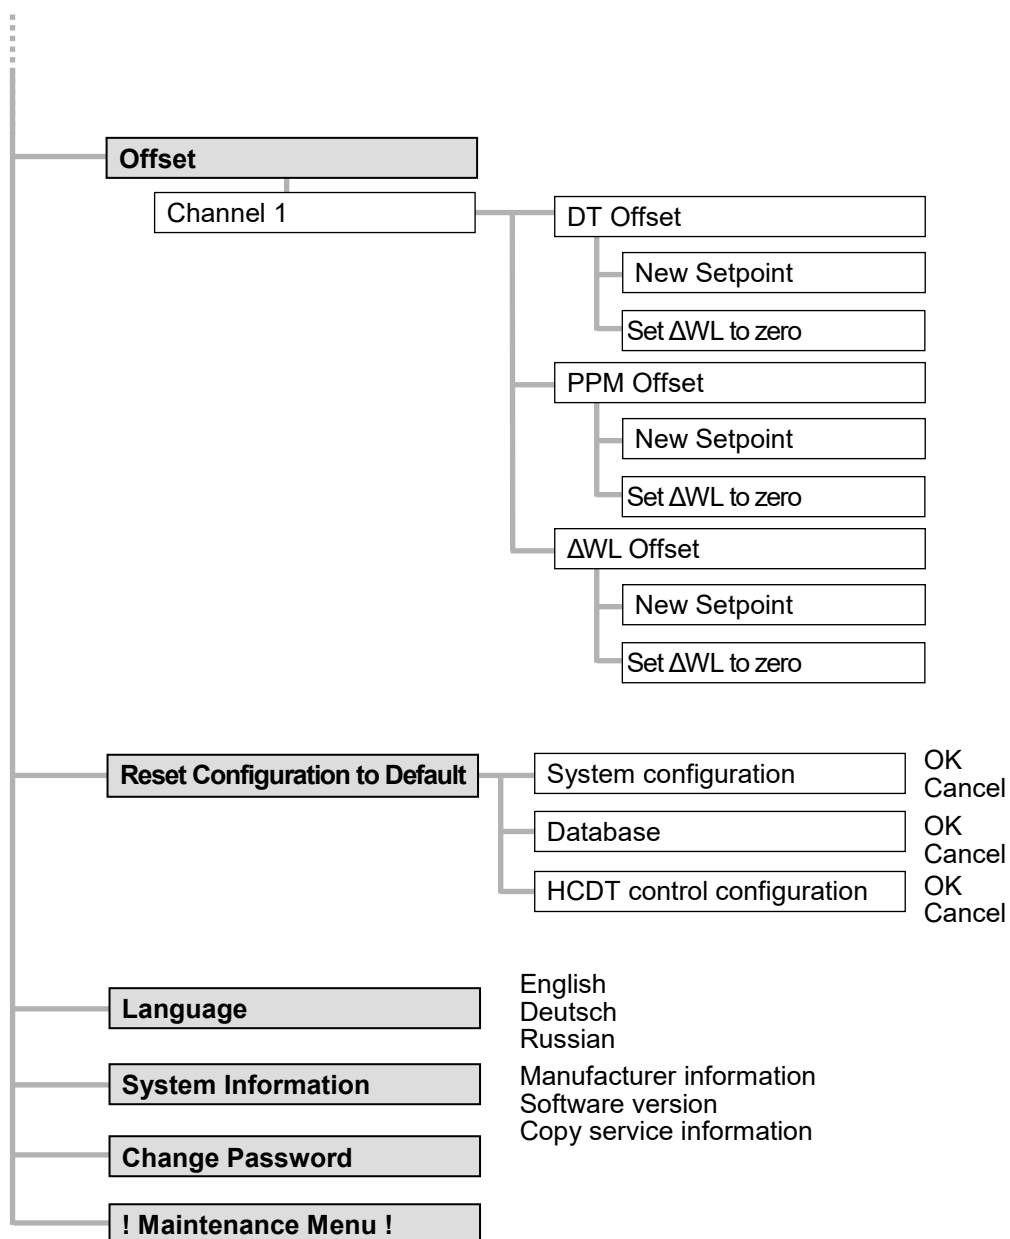 Offset
Channel 1
DT Offset
New Setpoint
Set ΔWL to zero
PPM Offset
New Setpoint
Set ΔWL to zero
ΔWL Offset
New Setpoint
Set ΔWL to zero
Reset Configuration to Default
System configuration
OK
Cancel
Database
OK
Cancel
HCDT control configuration
OK
Cancel
Language
English
Deutsch
Russian
System Information
Manufacturer information
Software version
Copy service information
Change Password
! Maintenance Menu !